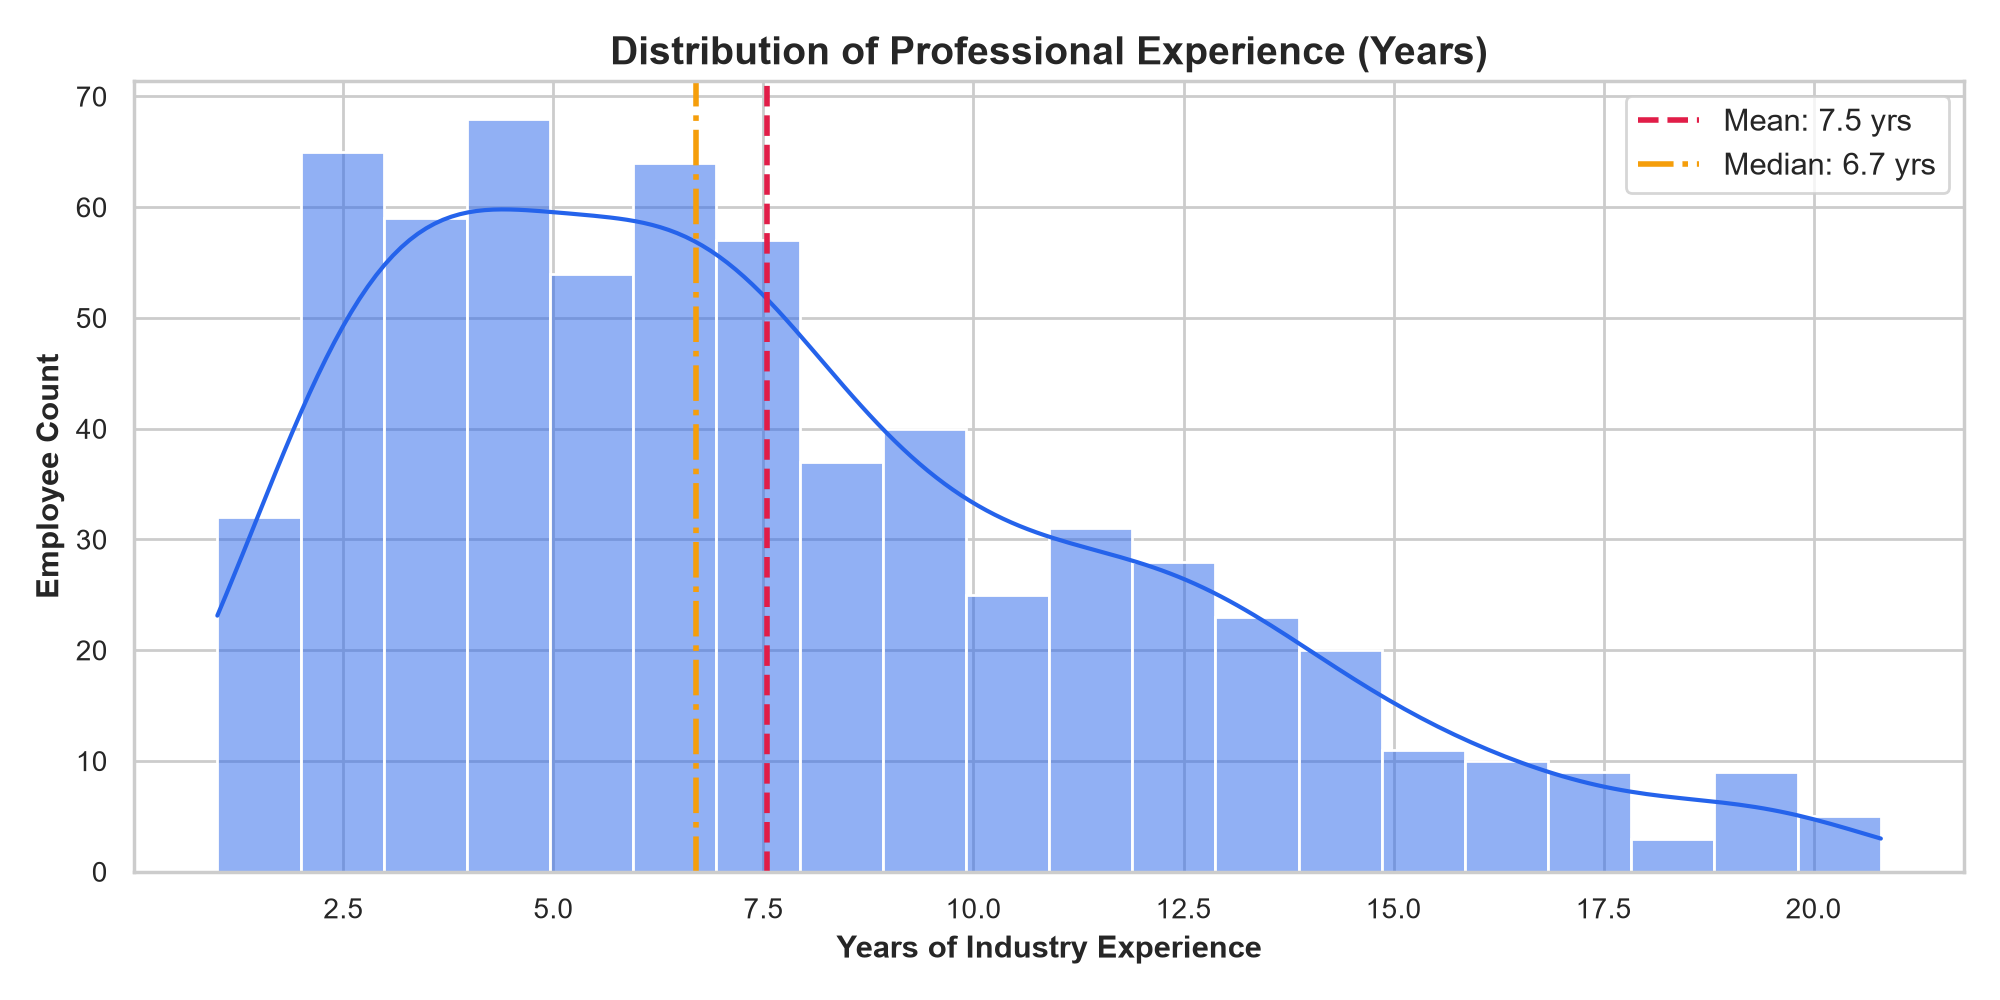 Distribution of Professional Experience (Years)
Mean: 7.5 yrs
Median: 6.7 yrs
Employee Count
70
60
50
40
30
20
10
0
2.5 5.0 7.5 10.0 12.5 15.0 17.5 20.0
Years of Industry Experience